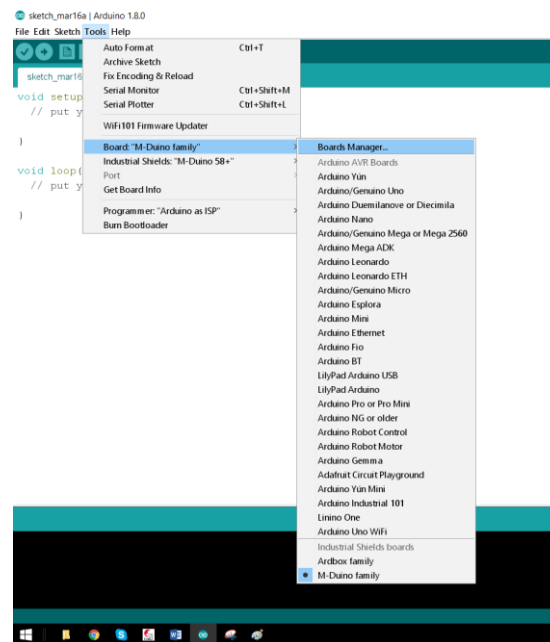 sketch_mar16a | Arduino 1.8.0
File Edit Sketch Tools Help
sketch_mar16
void setup
// put y
}
void loop(
// put y
}
Auto Format Ctrl+T
Archive Sketch
Fix Encoding & Reload
Serial Monitor Ctrl+Shift+M
Serial Plotter Ctrl+Shift+L
WiFi101 Firmware Updater
Board: "M-Duino family"
Industrial Shields: "M-Duino 58+"
Port
Get Board Info
Programmer: "Arduino as ISP"
Burn Bootloader
Boards Manager...
Arduino AVR Boards
Arduino Yún
Arduino/Genuino Uno
Arduino Duemilanove or Diecimila
Arduino Nano
Arduino/Genuino Mega or Mega 2560
Arduino Mega ADK
Arduino Leonardo
Arduino Leonardo ETH
Arduino/Genuino Micro
Arduino Esplora
Arduino Mini
Arduino Ethernet
Arduino Fio
Arduino BT
LilyPad Arduino USB
LilyPad Arduino
Arduino Pro or Pro Mini
Arduino NG or older
Arduino Robot Control
Arduino Robot Motor
Arduino Gemma
Adafruit Circuit Playground
Arduino Yún Mini
Arduino Industrial 101
Linino One
Arduino Uno WiFi
Industrial Shields boards
Ardbox family
M-Duino family